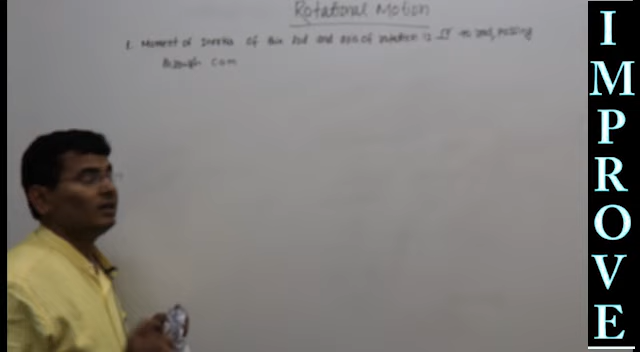 Rotational Motion
1. Moment of Inertia of thin Rod and axis of rotation is to rod, Passing
through COM
IMPROVE